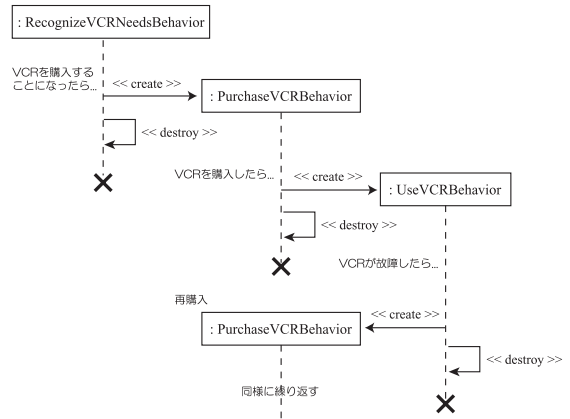 : RecognizeVCRNeedsBehavior
VCRを購入する
ことになったら...
<< create >>
: PurchaseVCRBehavior
<< destroy >>
VCRを購入したら...
<< create >>
: UseVCRBehavior
<< destroy >>
VCRが故障したら...
再購入
<< create >>
: PurchaseVCRBehavior
<< destroy >>
同様に繰り返す